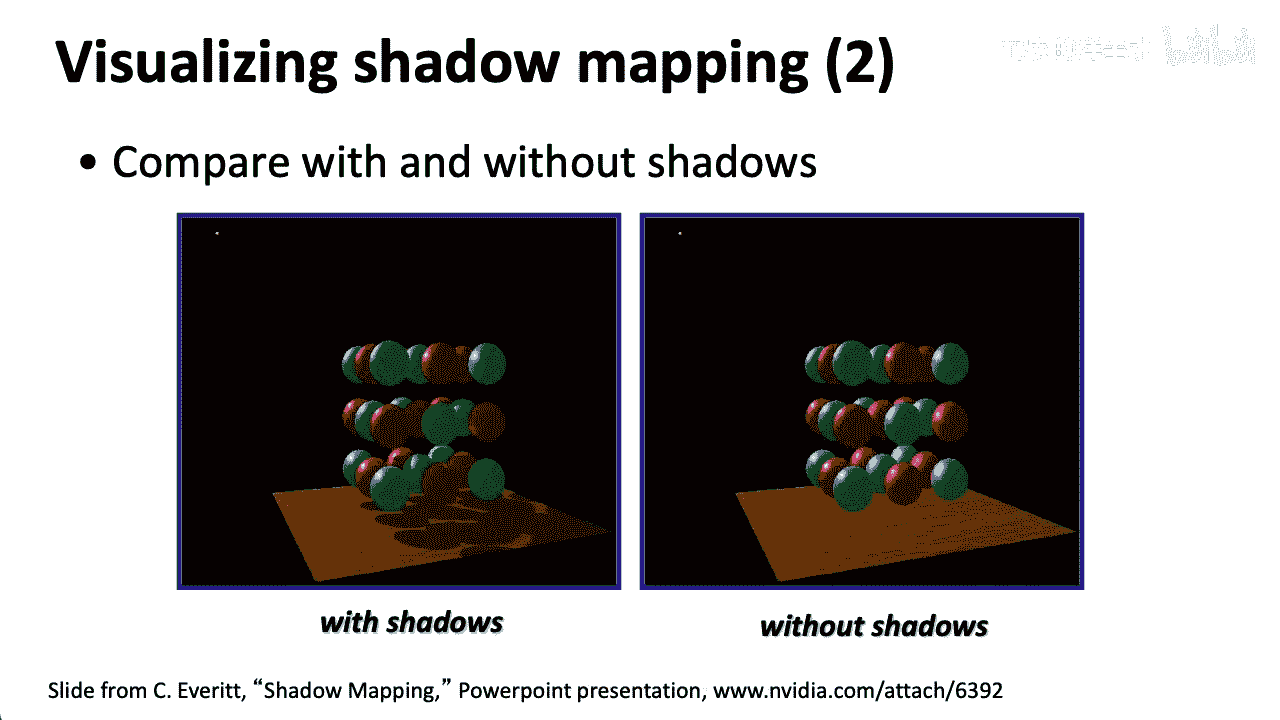 Visualizing shadow mapping (2)
• Compare with and without shadows
with shadows
without shadows
Slide from C. Everitt, “Shadow Mapping,” Powerpoint presentation, www.nvidia.com/attach/6392